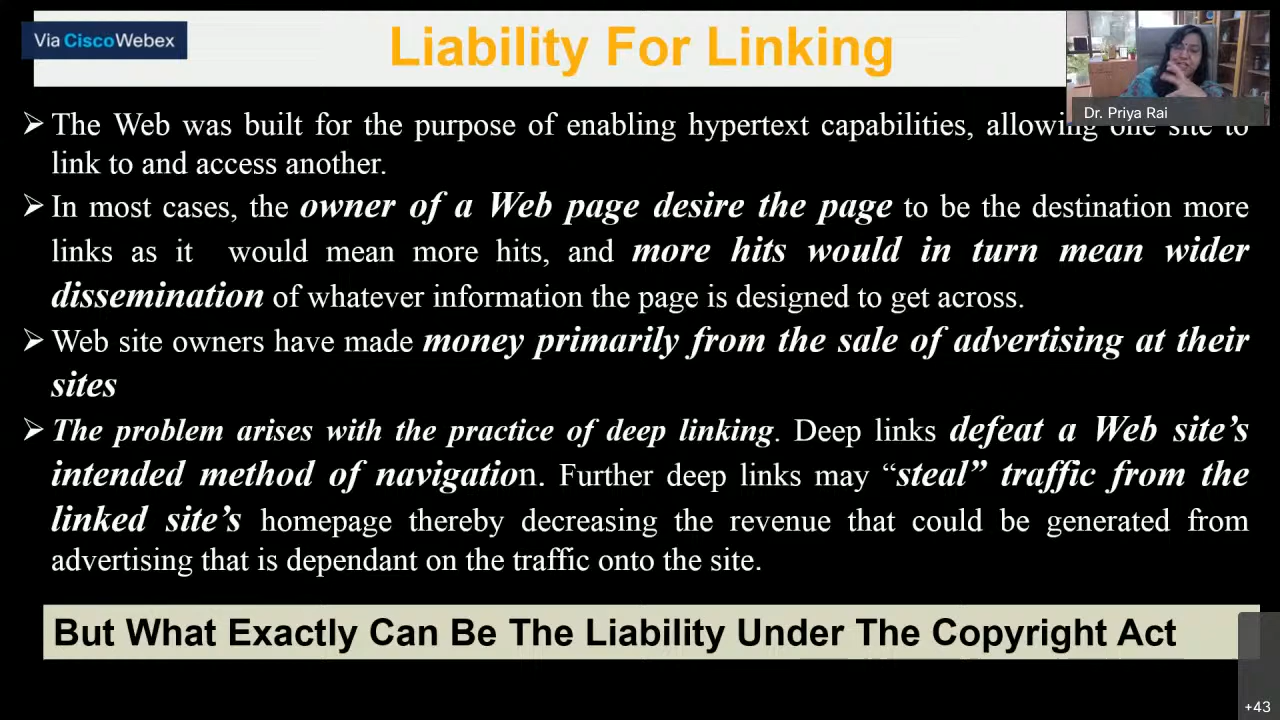 Via CiscoWebex
Liability For Linking
Dr. Priya Rai
➢ The Web was built for the purpose of enabling hypertext capabilities, allowing one site to
link to and access another.
➢ In most cases, the owner of a Web page desire the page to be the destination more
links as it would mean more hits, and more hits would in turn mean wider
dissemination of whatever information the page is designed to get across.
➢ Web site owners have made money primarily from the sale of advertising at their
sites
➢ The problem arises with the practice of deep linking. Deep links defeat a Web site’s
intended method of navigation. Further deep links may “steal” traffic from the
linked site’s homepage thereby decreasing the revenue that could be generated from
advertising that is dependant on the traffic onto the site.
But What Exactly Can Be The Liability Under The Copyright Act
+43